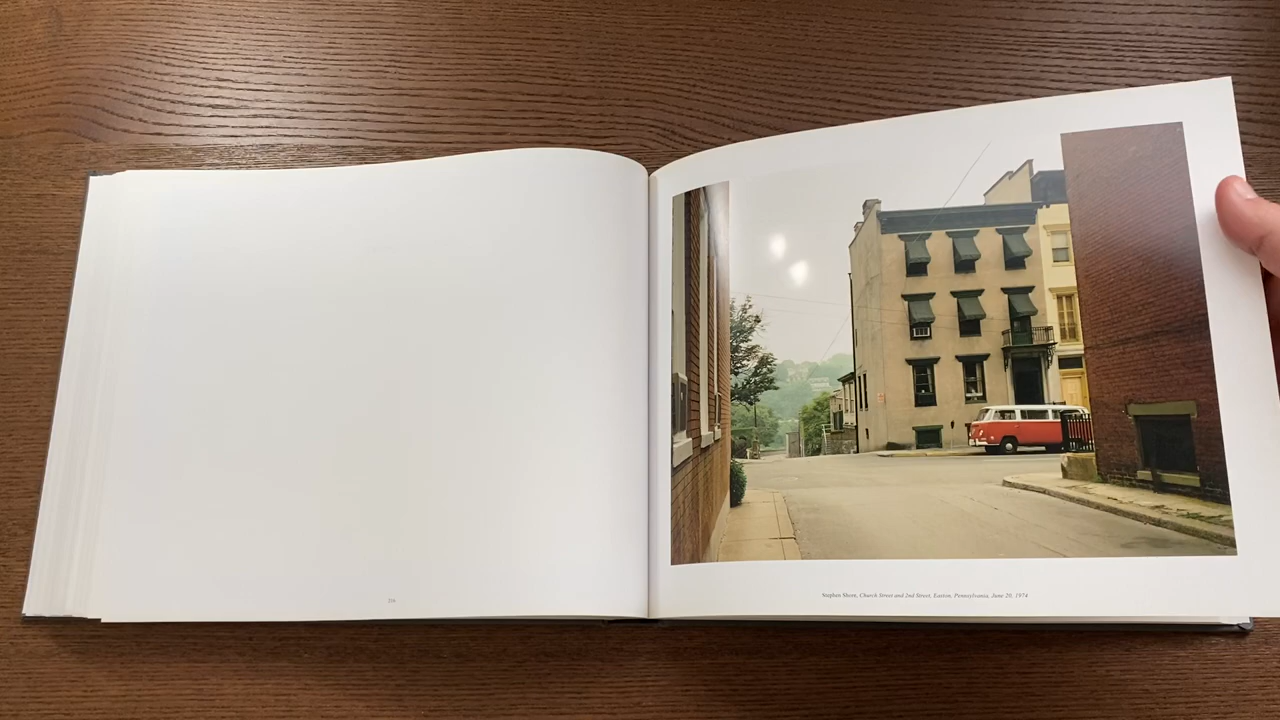 Stephen Shore, Church Street and 2nd Street, Easton, Pennsylvania, June 20, 1974